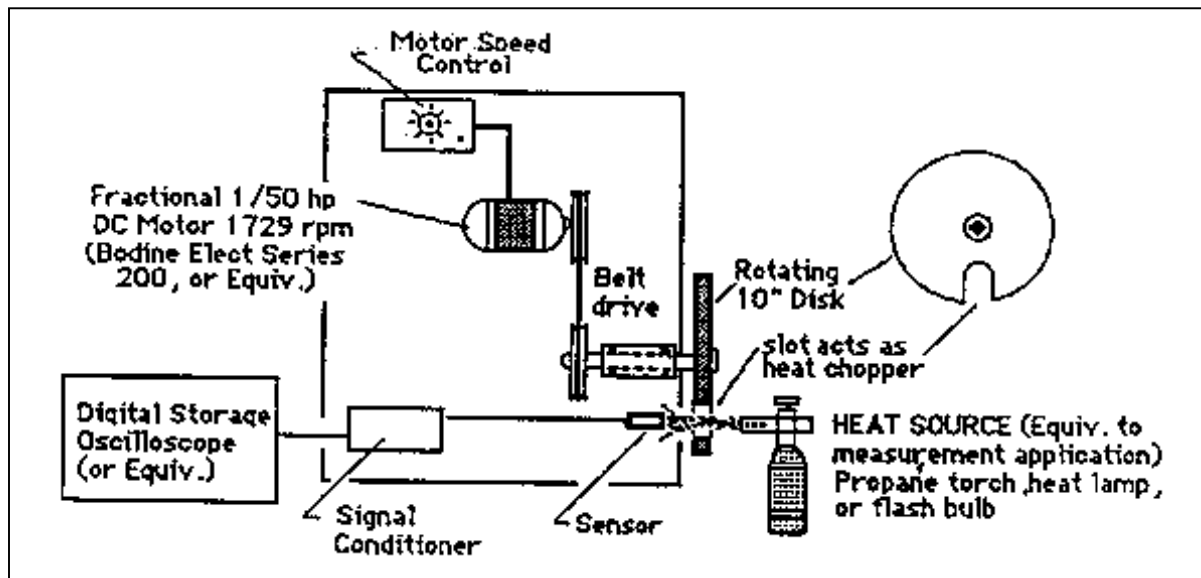 Motor Speed
Control
Fractional 1/50 hp
DC Motor 1729 rpm
(Bodine Elect Series
200, or Equiv.)
Belt
drive
Rotating
10" Disk
slot acts as
heat chopper
Digital Storage
Oscilloscope
(or Equiv.)
Signal
Conditioner
Sensor
HEAT SOURCE (Equiv. to
measurement application)
Propane torch, heat lamp,
or flash bulb